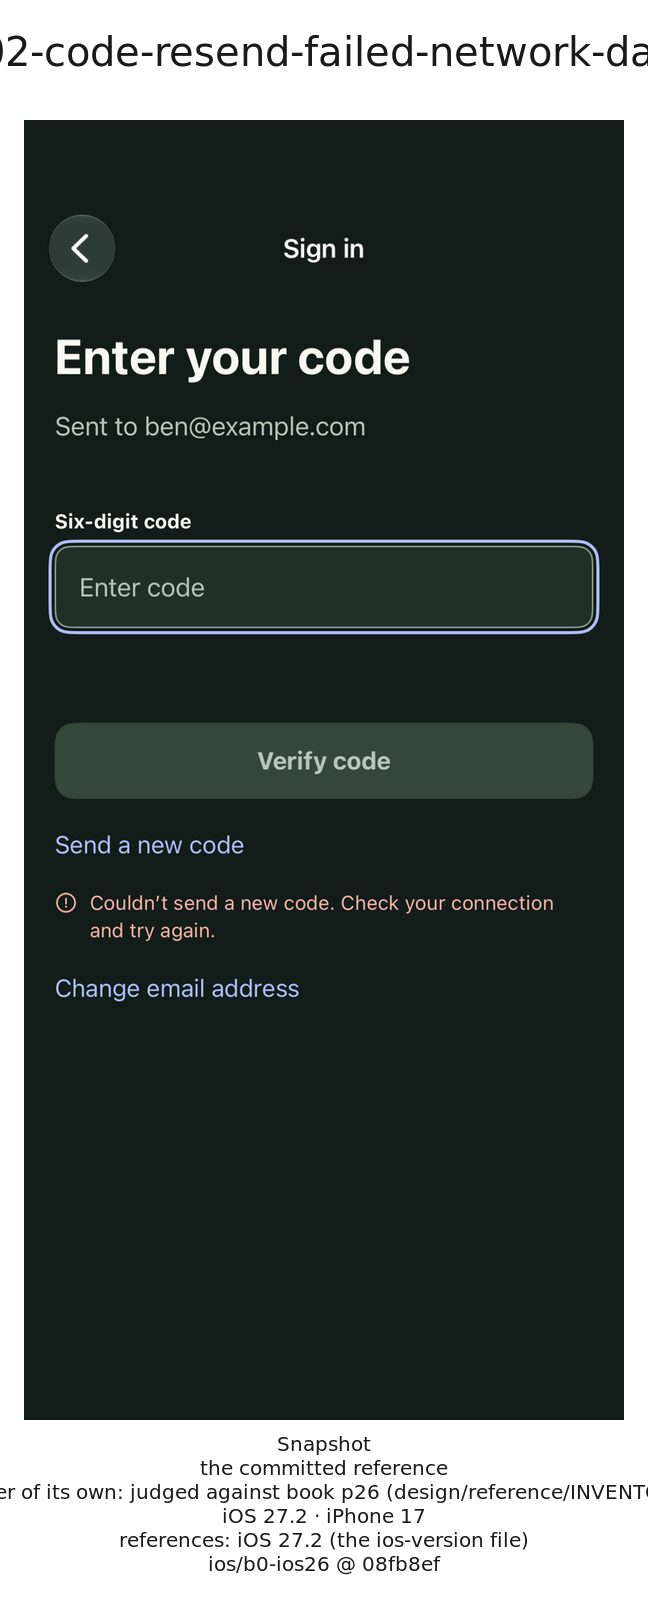 02-code-resend-failed-network-da
Sign in
Enter your code
Sent to ben@example.com
Six-digit code
Enter code
Verify code
Send a new code
Couldn’t send a new code. Check your connection
and try again.
Change email address
Snapshot
the committed reference
er of its own: judged against book p26 (design/reference/INVENTO
iOS 27.2 · iPhone 17
references: iOS 27.2 (the ios-version file)
ios/b0-ios26 @ 08fb8ef